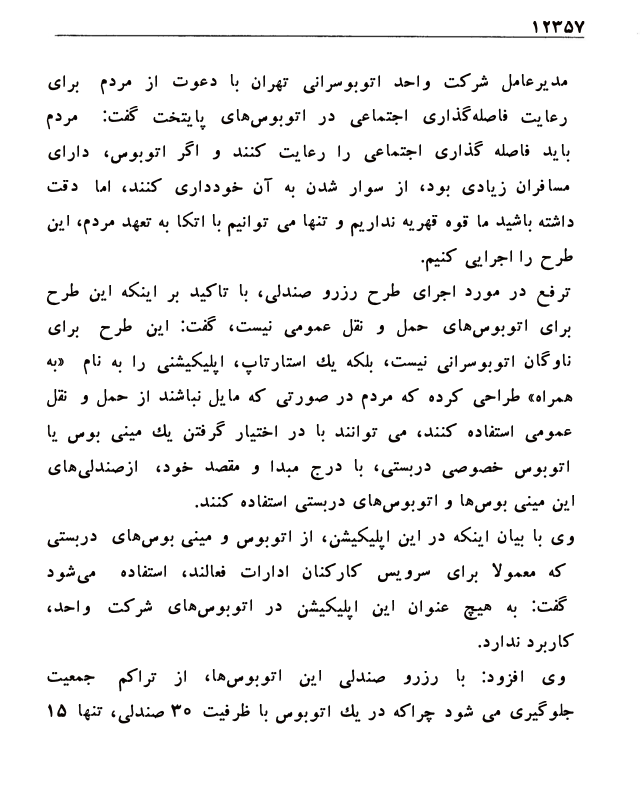 ۱۲۳۵۷
مدیرعامل شرکت واحد اتوبوسرانی تهران با دعوت از مردم برای
رعایت فاصله‌گذاری اجتماعی در اتوبوس‌های پایتخت گفت: مردم
باید فاصله گذاری اجتماعی را رعایت کنند و اگر اتوبوس، دارای
مسافران زیادی بود، از سوار شدن به آن خودداری کنند، اما دقت
داشته باشید ما قوه قهریه نداریم و تنها می توانیم با اتکا به تعهد مردم، این
طرح را اجرایی کنیم.
ترفع در مورد اجرای طرح رزرو صندلی، با تاکید بر اینکه این طرح
برای اتوبوس‌های حمل و نقل عمومی نیست، گفت: این طرح برای
ناوگان اتوبوسرانی نیست، بلکه یك استارتاپ، اپلیکیشنی را به نام «به
همراه» طراحی کرده که مردم در صورتی که مایل نباشند از حمل و نقل
عمومی استفاده کنند، می توانند با در اختیار گرفتن یك مینی بوس یا
اتوبوس خصوصی دربستی، با درج مبدا و مقصد خود، ازصندلی‌های
این مینی بوس‌ها و اتوبوس‌های دربستی استفاده کنند.
وی با بیان اینکه در این اپلیکیشن، از اتوبوس و مینی بوس‌های دربستی
که معمولا برای سرویس کارکنان ادارات فعالند، استفاده می‌شود
گفت: به هیچ عنوان این اپلیکیشن در اتوبوس‌های شرکت واحد،
کاربرد ندارد.
وی افزود: با رزرو صندلی این اتوبوس‌ها، از تراکم جمعیت
جلوگیری می شود چراکه در یك اتوبوس با ظرفیت ۳۰ صندلی، تنها ۱۵